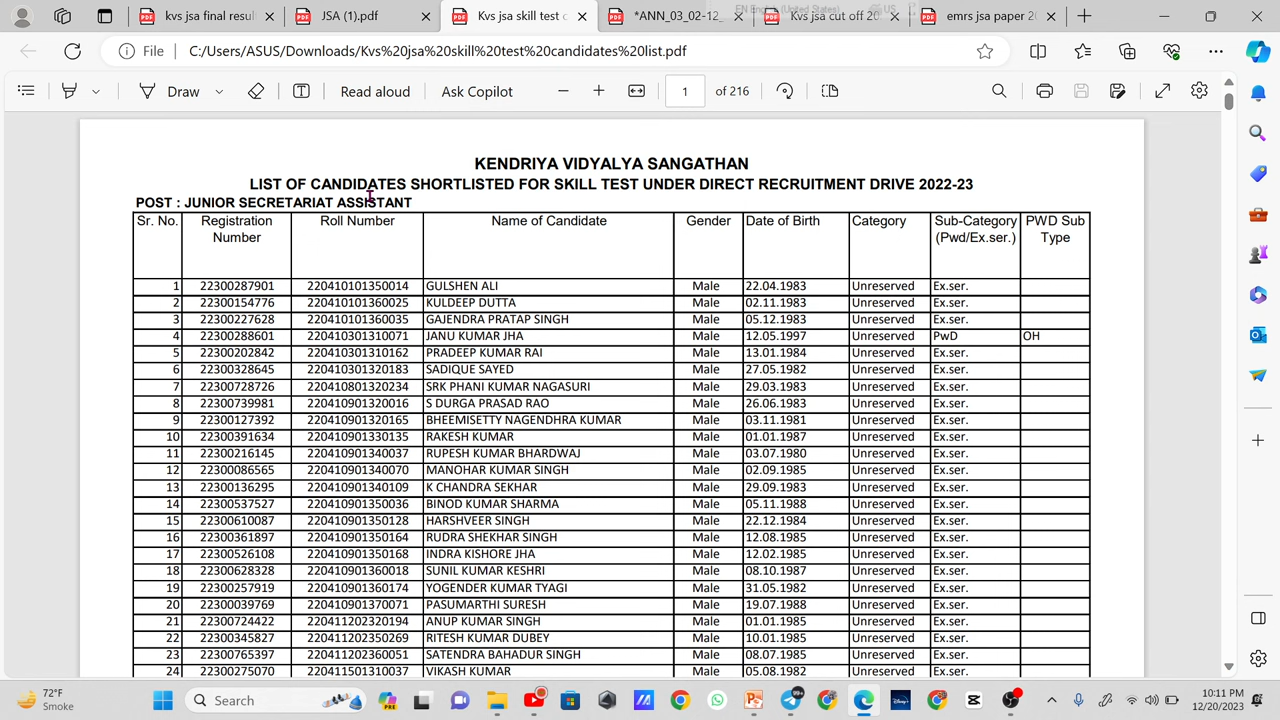 kvs jsa final result
JSA (1).pdf
Kvs jsa skill test c
*ANN_03_02-12
Kvs jsa cut off 20
emrs jsa paper 20
File
C:/Users/ASUS/Downloads/Kvs%20jsa%20skill%20test%20candidates%20list.pdf
Draw
Read aloud
Ask Copilot
1 of 216
KENDRIYA VIDYALYA SANGATHAN
LIST OF CANDIDATES SHORTLISTED FOR SKILL TEST UNDER DIRECT RECRUITMENT DRIVE 2022-23
POST : JUNIOR SECRETARIAT ASSISTANT
Sr. No. Registration Number Roll Number Name of Candidate Gender Date of Birth Category Sub-Category (Pwd/Ex.ser.) PWD Sub Type
1 22300287901 220410101350014 GULSHEN ALI Male 22.04.1983 Unreserved Ex.ser.
2 22300154776 220410101360025 KULDEEP DUTTA Male 02.11.1983 Unreserved Ex.ser.
3 22300227628 220410101360035 GAJENDRA PRATAP SINGH Male 05.12.1983 Unreserved Ex.ser.
4 22300288601 220410301310071 JANU KUMAR JHA Male 12.05.1997 Unreserved PwD OH
5 22300202842 220410301310162 PRADEEP KUMAR RAI Male 13.01.1984 Unreserved Ex.ser.
6 22300328645 220410301320183 SADIQUE SAYED Male 27.05.1982 Unreserved Ex.ser.
7 22300728726 220410801320234 SRK PHANI KUMAR NAGASURI Male 29.03.1983 Unreserved Ex.ser.
8 22300739981 220410901320016 S DURGA PRASAD RAO Male 26.06.1983 Unreserved Ex.ser.
9 22300127392 220410901320165 BHEEMISETTY NAGENDHRA KUMAR Male 03.11.1981 Unreserved Ex.ser.
10 22300391634 220410901330135 RAKESH KUMAR Male 01.01.1987 Unreserved Ex.ser.
11 22300216145 220410901340037 RUPESH KUMAR BHARDWAJ Male 03.07.1980 Unreserved Ex.ser.
12 22300086565 220410901340070 MANOHAR KUMAR SINGH Male 02.09.1985 Unreserved Ex.ser.
13 22300136295 220410901340109 K CHANDRA SEKHAR Male 29.09.1983 Unreserved Ex.ser.
14 22300537527 220410901350036 BINOD KUMAR SHARMA Male 05.11.1988 Unreserved Ex.ser.
15 22300610087 220410901350128 HARSHVEER SINGH Male 22.12.1984 Unreserved Ex.ser.
16 22300361897 220410901350164 RUDRA SHEKHAR SINGH Male 12.08.1985 Unreserved Ex.ser.
17 22300526108 220410901350168 INDRA KISHORE JHA Male 12.02.1985 Unreserved Ex.ser.
18 22300628328 220410901360018 SUNIL KUMAR KESHRI Male 08.10.1987 Unreserved Ex.ser.
19 22300257919 220410901360174 YOGENDER KUMAR TYAGI Male 31.05.1982 Unreserved Ex.ser.
20 22300039769 220410901370071 PASUMARTHI SURESH Male 19.07.1988 Unreserved Ex.ser.
21 22300724422 220411202320194 ANUP KUMAR SINGH Male 01.01.1985 Unreserved Ex.ser.
22 22300345827 220411202350269 RITESH KUMAR DUBEY Male 10.01.1985 Unreserved Ex.ser.
23 22300765397 220411202360051 SATENDRA BAHADUR SINGH Male 08.07.1985 Unreserved Ex.ser.
24 22300275070 220411501310037 VIKASH KUMAR Male 05.08.1982 Unreserved Ex.ser.
72°F
Smoke
Search
PRE
99+
10:11 PM
12/20/2023